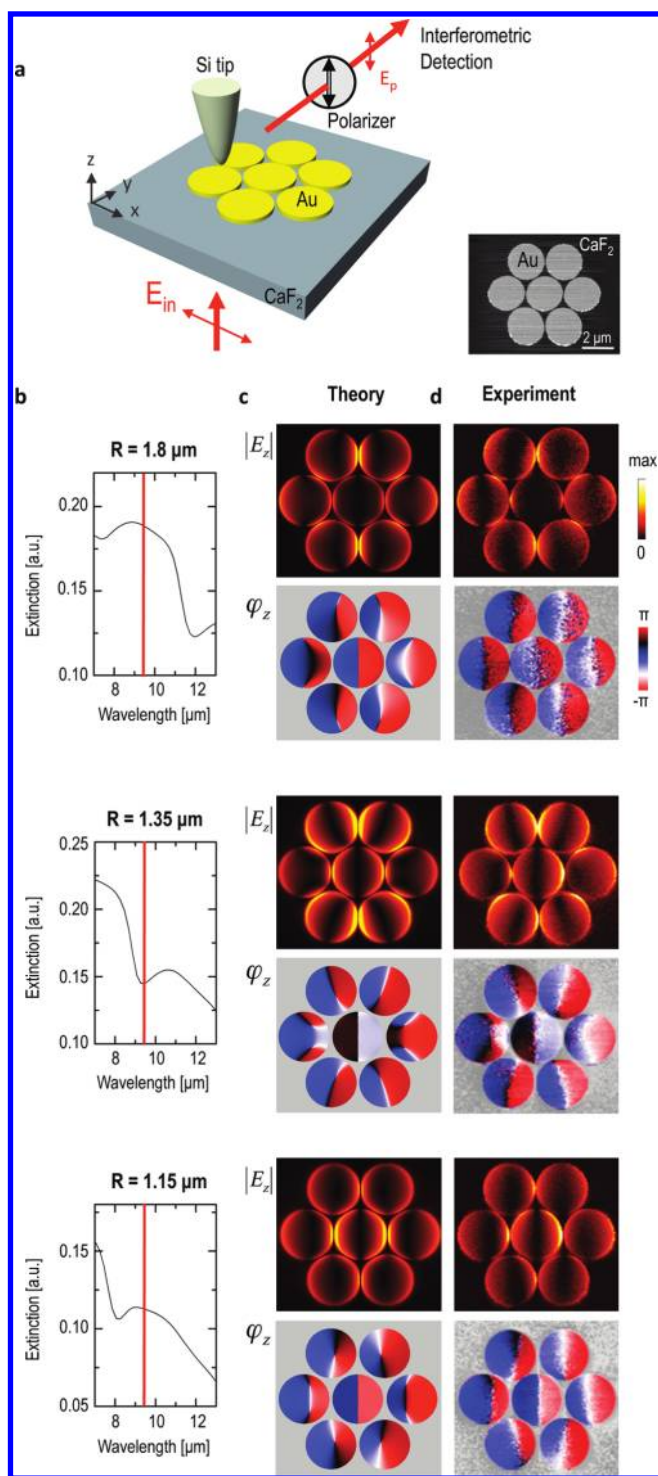 a
Si tip
Interferometric
Detection
E_p
Polarizer
z
y
x
Au
CaF₂
E_in
CaF₂
Au
2 µm
b
c
Theory
d
Experiment
R = 1.8 µm
|E_z|
max
0
0.20
0.15
0.10
Extinction [a.u.]
8 10 12
Wavelength [µm]
φ_z
π
-π
R = 1.35 µm
|E_z|
0.25
0.20
0.15
0.10
Extinction [a.u.]
8 10 12
Wavelength [µm]
φ_z
R = 1.15 µm
|E_z|
0.15
0.10
0.05
Extinction [a.u.]
8 10 12
Wavelength [µm]
φ_z